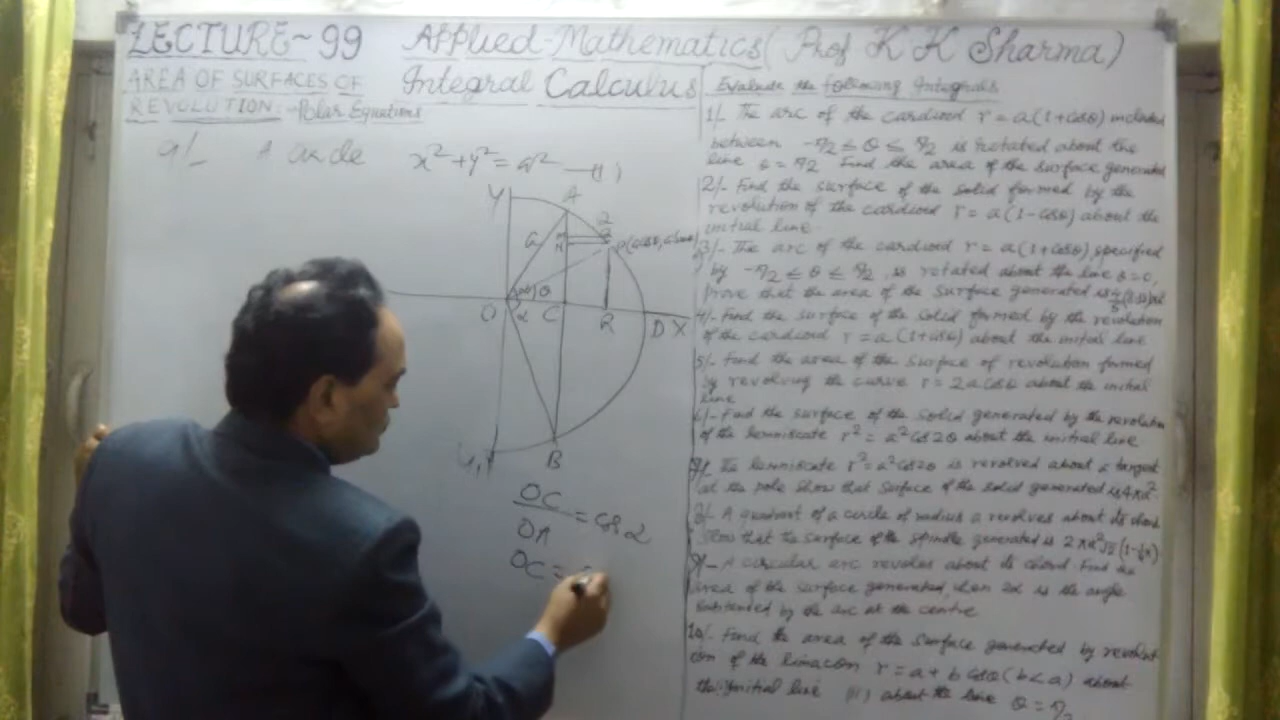 LECTURE~99 Applied-Mathematics( Prof K K Sharma)
AREA OF SURFACES OF
REVOLUTION:-Polar Equations
Integral Calculus
9/- A circle x²+y²=a² —(1)
Y
A
Q
a
M
N
P(acosθ, asinθ)
θ
O
α
C
R
D X
B
OC/OA = cos α
OC =
Evaluate the following Integrals
1/- The arc of the cardioid r = a(1+cosθ) included
between -π/2 ≤ θ ≤ π/2 is rotated about the
line θ = π/2 Find the area of the surface generated
2/- Find the surface of the solid formed by the
revolution of the cardioid r = a(1-cosθ) about the
initial line.
3/- The arc of the cardioid r = a(1+cosθ) specified
by -π/2 ≤ θ ≤ π/2, is rotated about the line θ=0,
prove that the area of the surface generated is
4/- Find the surface of the solid formed by the revolution
of the cardioid r = a(1+cosθ) about the initial line
5/- Find the area of the surface of revolution formed
by revolving the curve r = 2a cosθ about the initial
line
6/- Find the surface of the solid generated by the revolution
of the lemniscate r² = a²cos2θ about the initial line
7/- The lemniscate r² = a²cos2θ is revolved about a tangent
at the pole show that surface of the solid generated is 4πa²
8/- A quadrant of a circle of radius a revolves about its chord
Show that the surface of the spindle generated is 2πa²√2(1-¼π)
9/- A circular arc revolves about its chord Find the
area of the surface generated, when 2α is the angle
subtended by the arc at the centre
10/- Find the area of the surface generated by revolut
ion of the limacon r = a + b cosθ (b<a) about
the initial line (ii) about the line θ = π/2